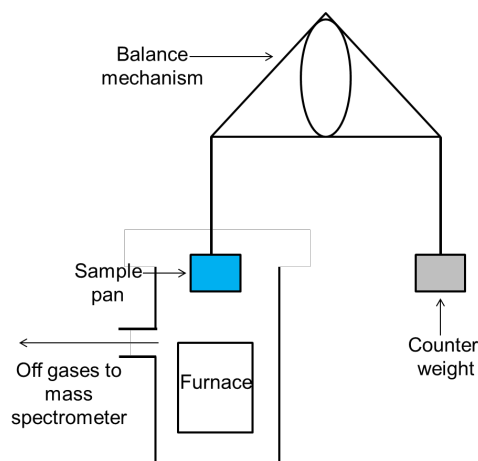 Balance
mechanism
Sample
pan
Counter
weight
Off gases to
mass
spectrometer
Furnace